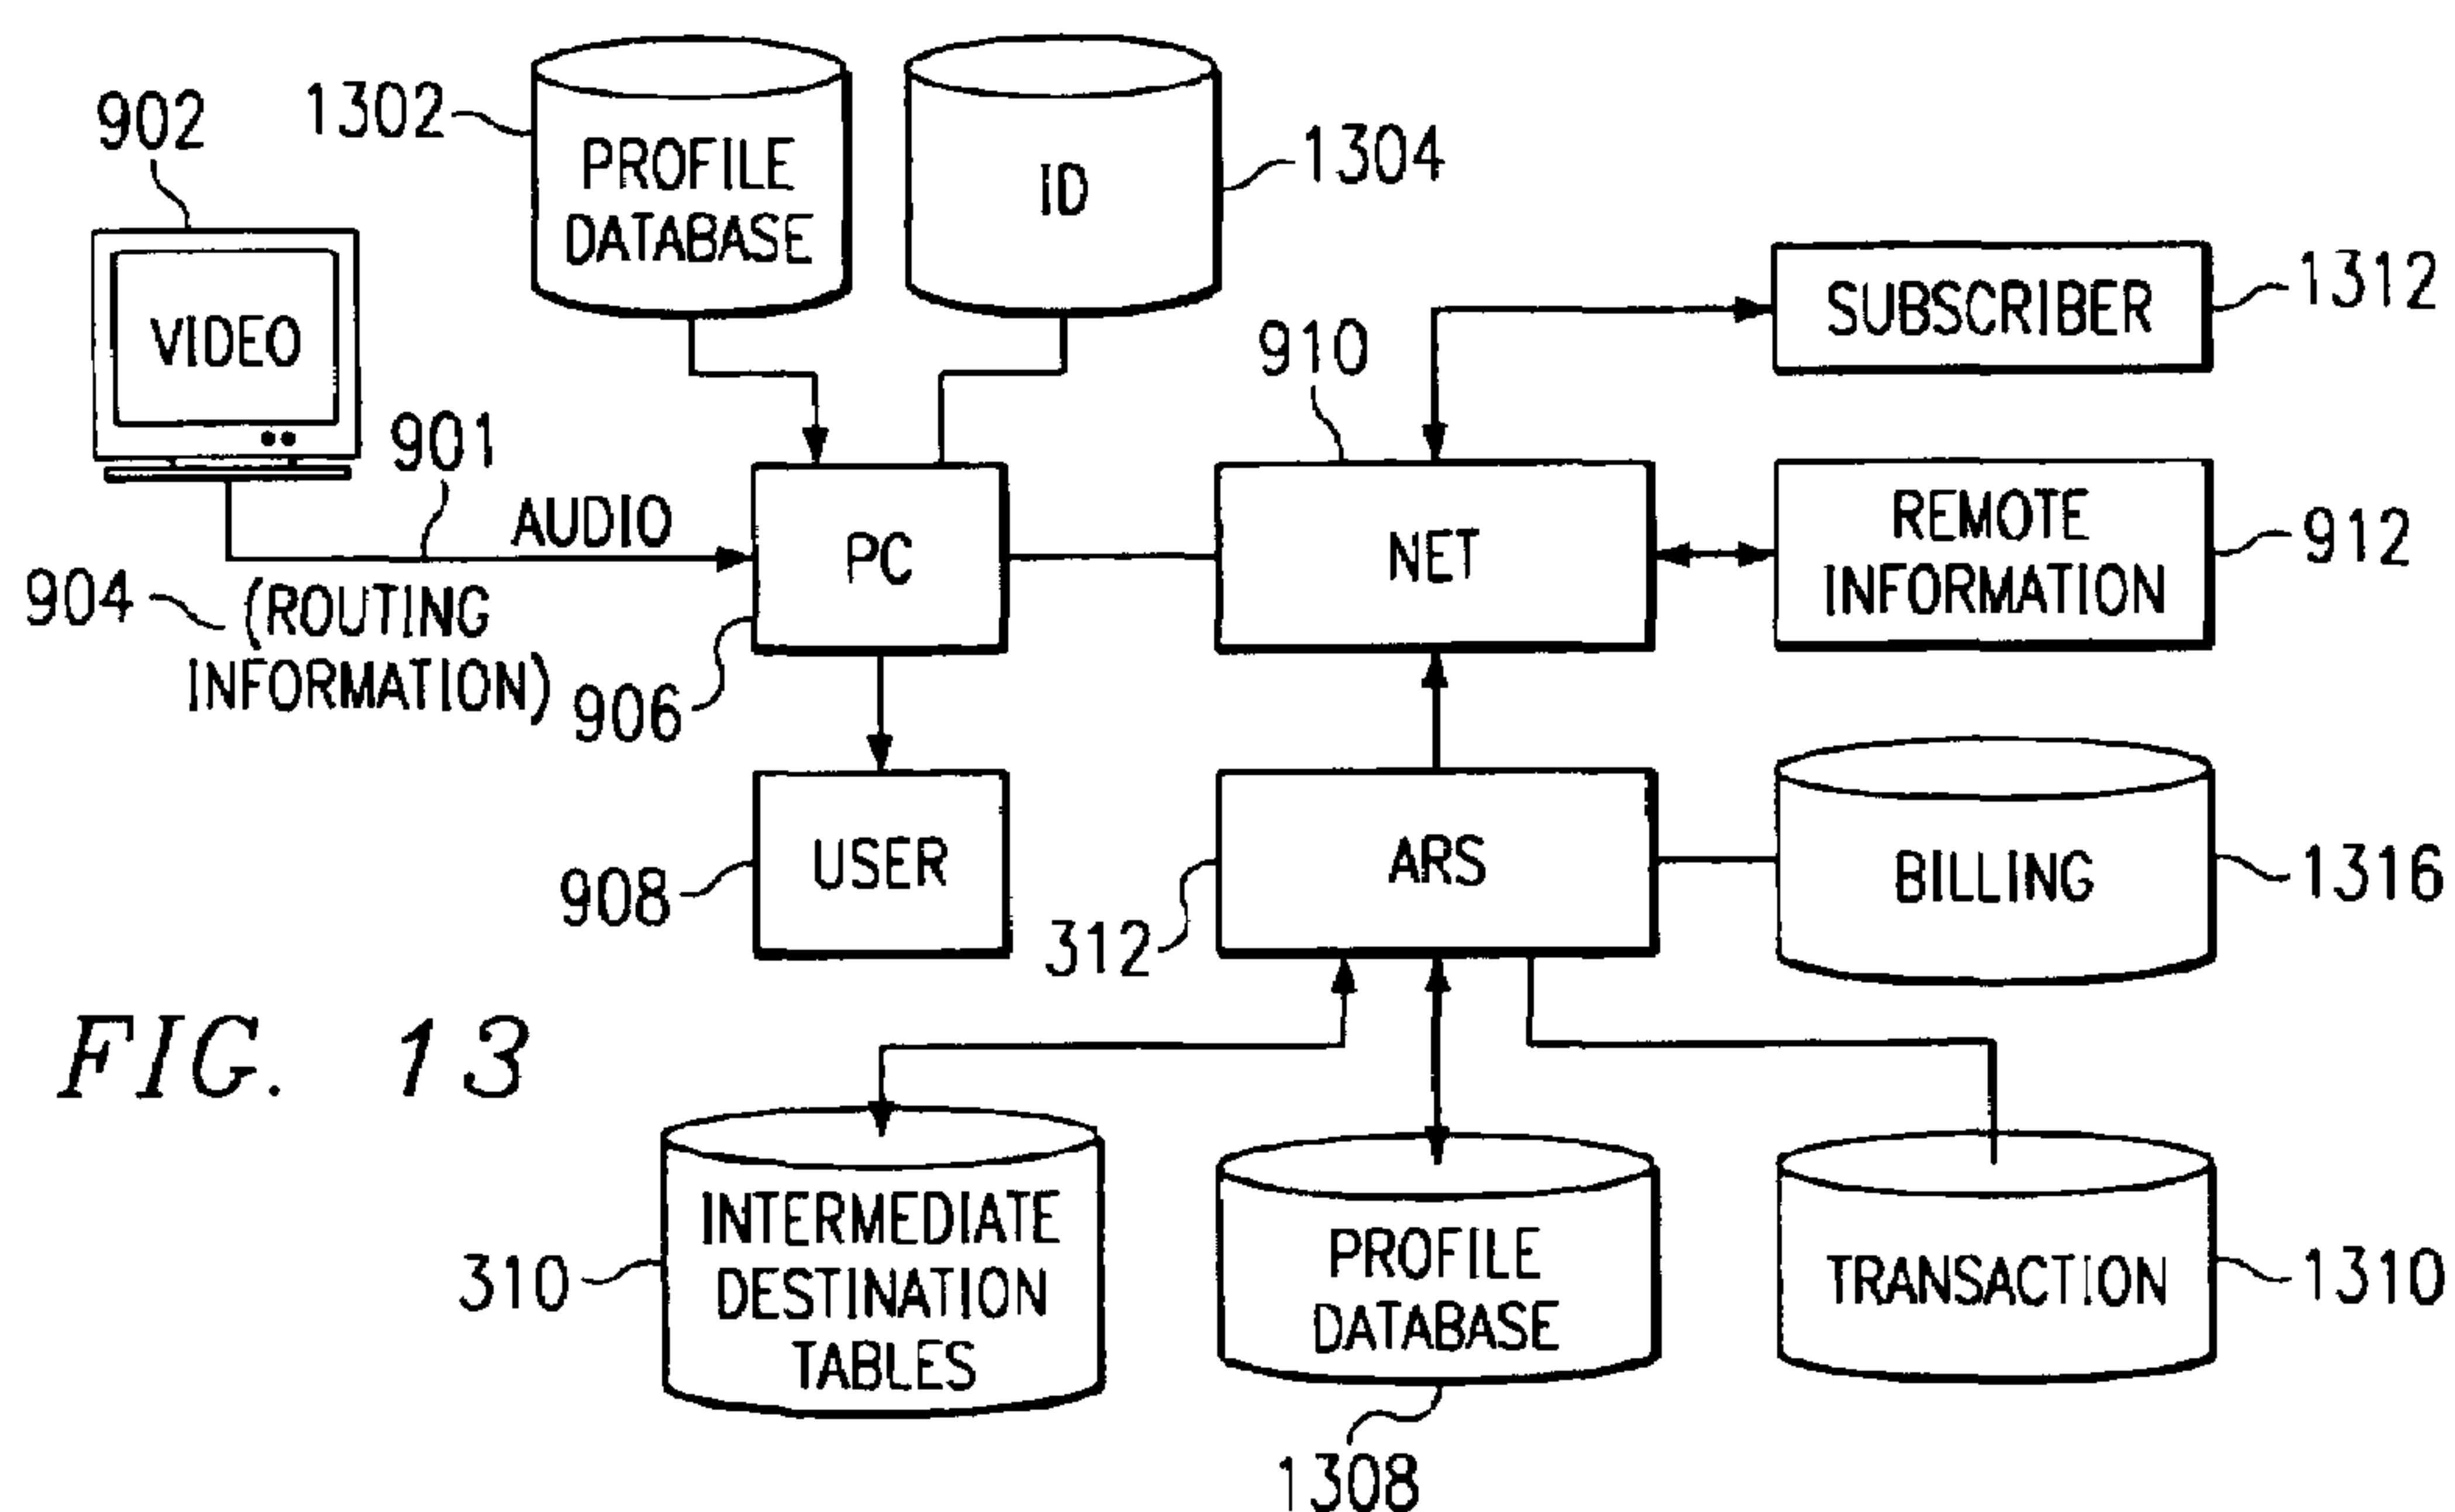 902
1302
PROFILE
DATABASE
ID
1304
VIDEO
SUBSCRIBER
1312
910
901
AUDIO
904
(ROUTING
INFORMATION)
PC
906
NET
REMOTE
INFORMATION
912
USER
908
ARS
312
BILLING
1316
FIG. 13
INTERMEDIATE
DESTINATION
TABLES
310
PROFILE
DATABASE
1308
TRANSACTION
1310